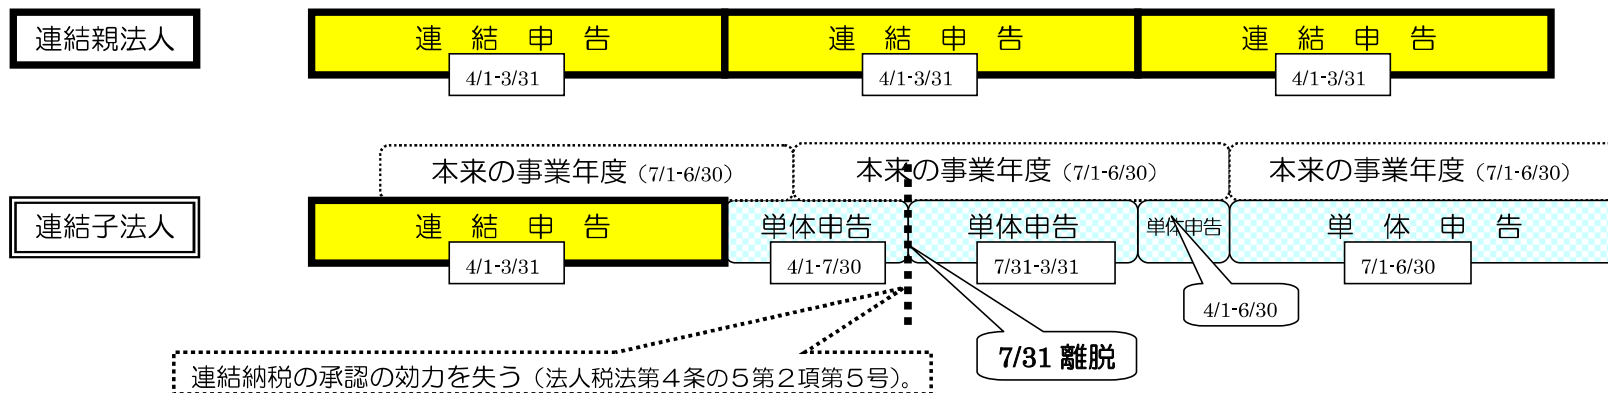 連結親法人
連結申告
連結申告
連結申告
4/1-3/31
4/1-3/31
4/1-3/31
本来の事業年度（7/1-6/30）
本来の事業年度（7/1-6/30）
本来の事業年度（7/1-6/30）
連結子法人
連結申告
単体申告
単体申告
単体申告
単体申告
4/1-3/31
4/1-7/30
7/31-3/31
7/1-6/30
4/1-6/30
7/31 離脱
連結納税の承認の効力を失う（法人税法第４条の５第２項第５号）。